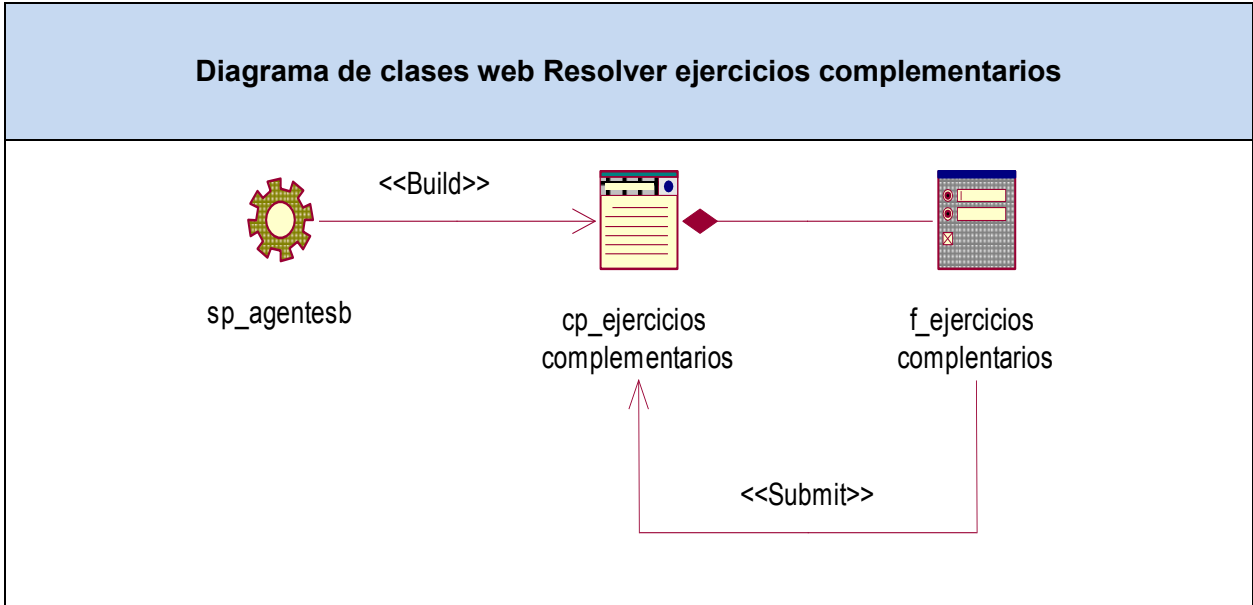 Diagrama de clases web Resolver ejercicios complementarios
<<Build>>
sp_agentesb
cp_ejercicios
complementarios
f_ejercicios
complentarios
<<Submit>>